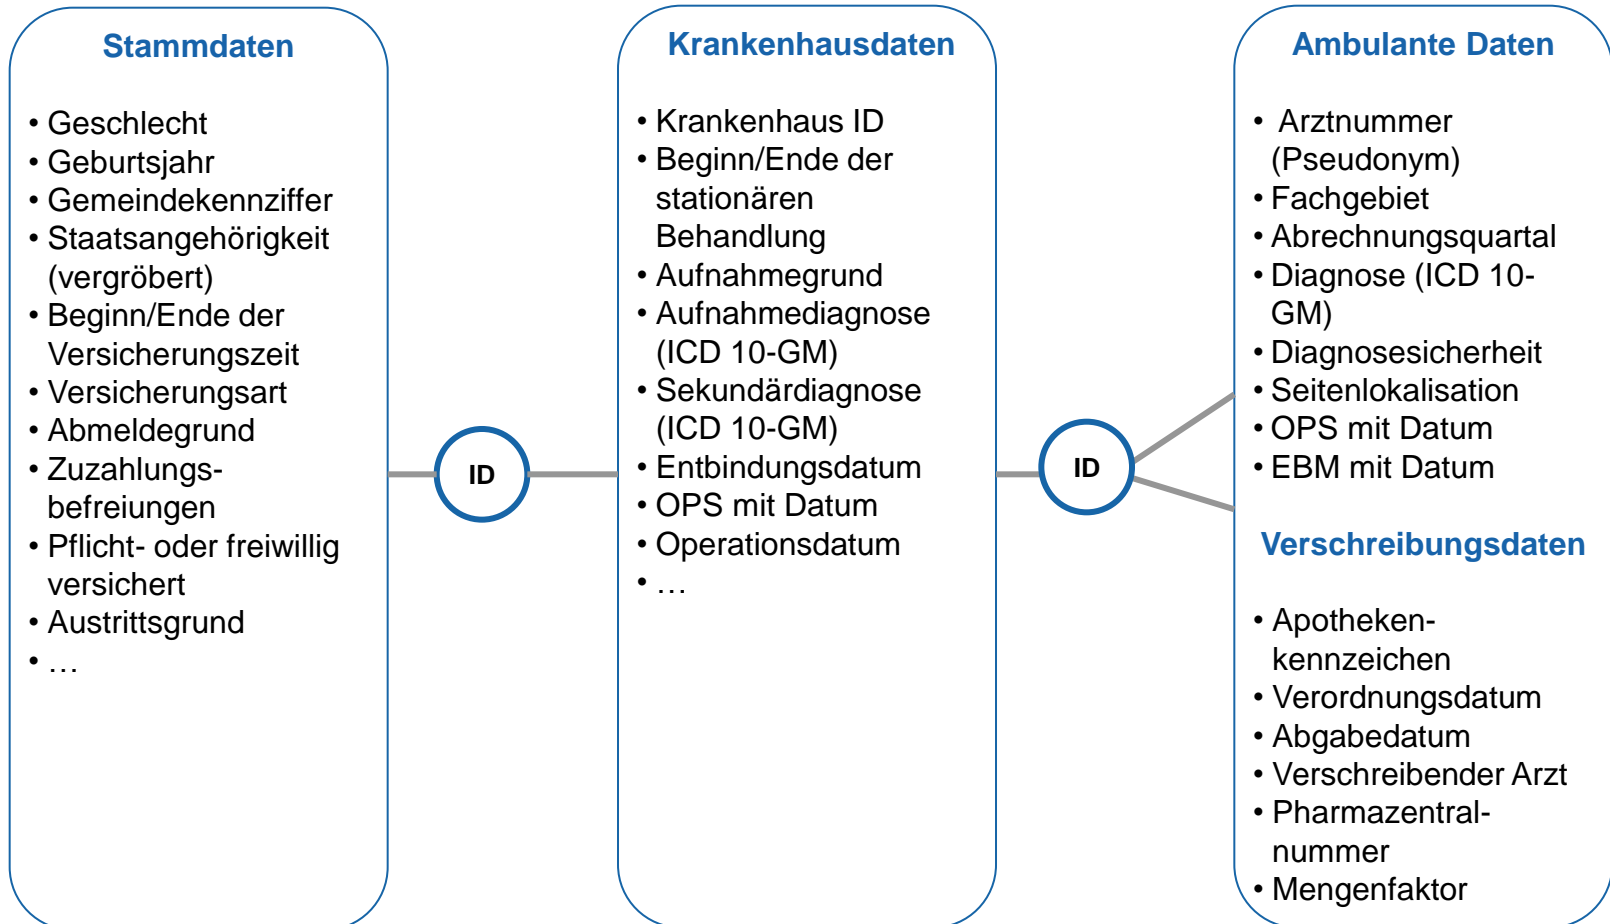 Stammdaten
• Geschlecht
• Geburtsjahr
• Gemeindekennziffer
• Staatsangehörigkeit
(vergröbert)
• Beginn/Ende der
Versicherungszeit
• Versicherungsart
• Abmeldegrund
• Zuzahlungs-
befreiungen
• Pflicht- oder freiwillig
versichert
• Austrittsgrund
• …
ID
Krankenhausdaten
• Krankenhaus ID
• Beginn/Ende der
stationären
Behandlung
• Aufnahmegrund
• Aufnahmediagnose
(ICD 10-GM)
• Sekundärdiagnose
(ICD 10-GM)
• Entbindungsdatum
• OPS mit Datum
• Operationsdatum
• …
ID
Ambulante Daten
• Arztnummer
(Pseudonym)
• Fachgebiet
• Abrechnungsquartal
• Diagnose (ICD 10-
GM)
• Diagnosesicherheit
• Seitenlokalisation
• OPS mit Datum
• EBM mit Datum
Verschreibungsdaten
• Apotheken-
kennzeichen
• Verordnungsdatum
• Abgabedatum
• Verschreibender Arzt
• Pharmazentral-
nummer
• Mengenfaktor